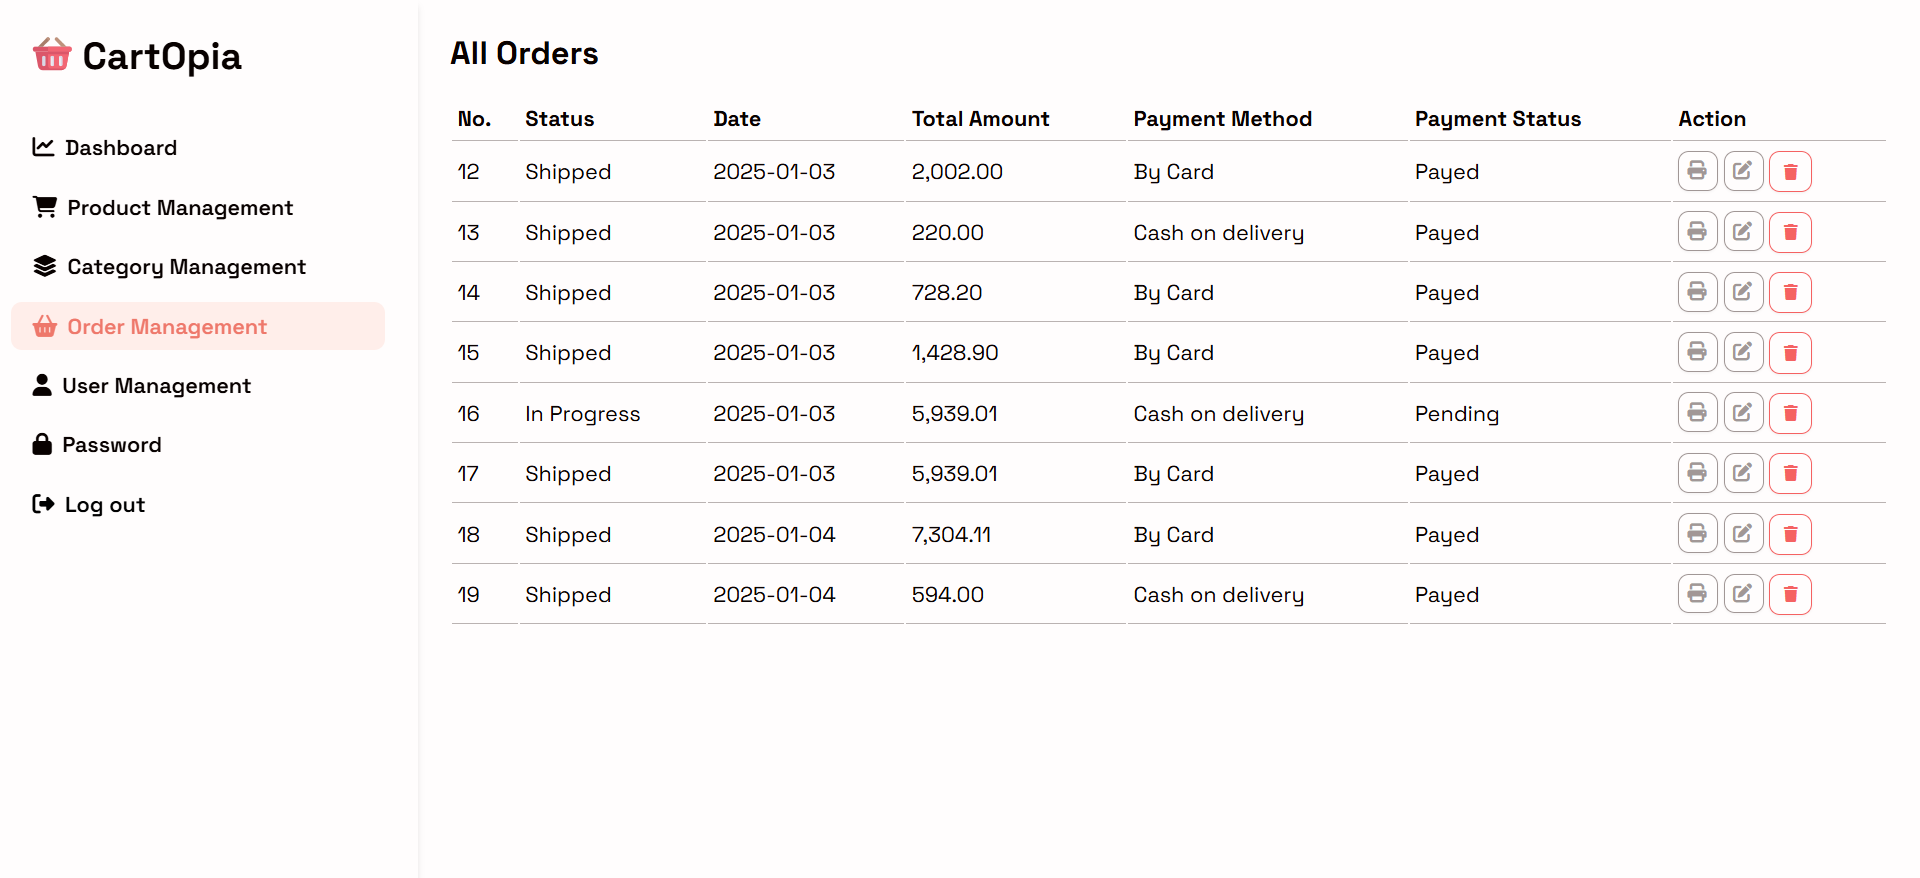 CartOpia
Dashboard
Product Management
Category Management
Order Management
User Management
Password
Log out
All Orders
No. Status Date Total Amount Payment Method Payment Status Action
12 Shipped 2025-01-03 2,002.00 By Card Payed
13 Shipped 2025-01-03 220.00 Cash on delivery Payed
14 Shipped 2025-01-03 728.20 By Card Payed
15 Shipped 2025-01-03 1,428.90 By Card Payed
16 In Progress 2025-01-03 5,939.01 Cash on delivery Pending
17 Shipped 2025-01-03 5,939.01 By Card Payed
18 Shipped 2025-01-04 7,304.11 By Card Payed
19 Shipped 2025-01-04 594.00 Cash on delivery Payed